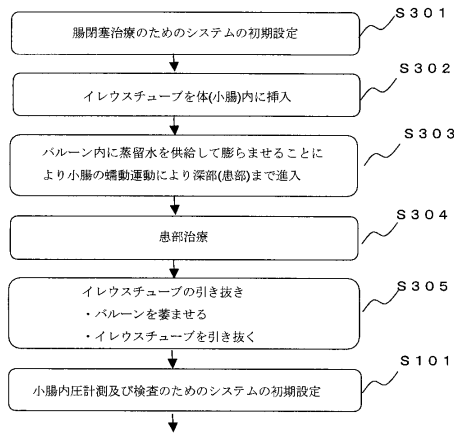 S301
腸閉塞治療のためのシステムの初期設定
S302
イレウスチューブを体(小腸)内に挿入
S303
バルーン内に蒸留水を供給して膨らませることに
より小腸の蠕動運動により深部(患部)まで進入
S304
患部治療
S305
イレウスチューブの引き抜き
・バルーンを萎ませる
・イレウスチューブを引き抜く
S101
小腸内圧計測及び検査のためのシステムの初期設定